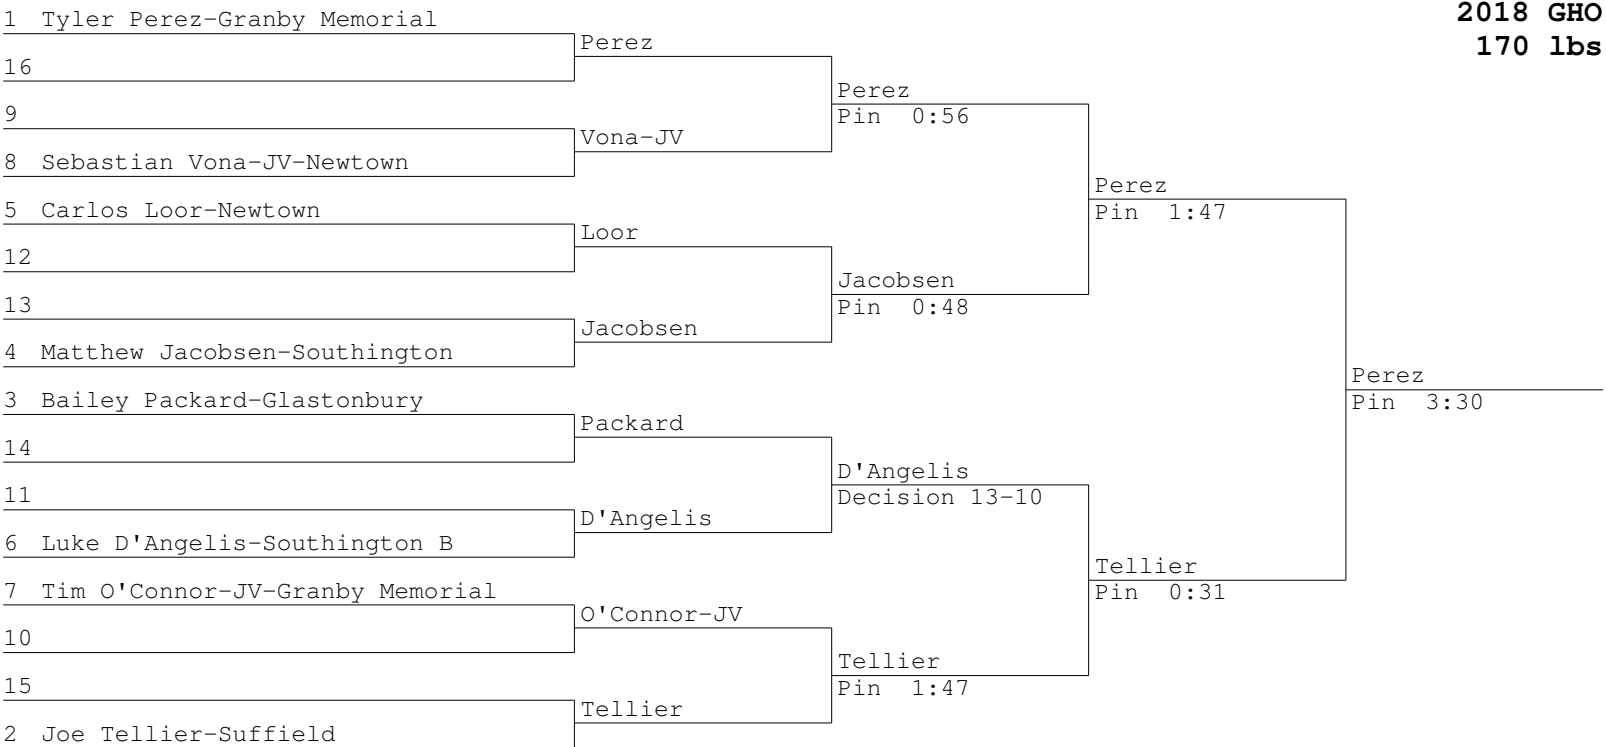 2018 GHO
170 lbs
1 Tyler Perez-Granby Memorial
Perez
16
Perez
Pin 0:56
9
Vona-JV
8 Sebastian Vona-JV-Newtown
Perez
Pin 1:47
5 Carlos Loor-Newtown
Loor
12
Jacobsen
Pin 0:48
13
Jacobsen
4 Matthew Jacobsen-Southington
Perez
Pin 3:30
3 Bailey Packard-Glastonbury
Packard
14
D'Angelis
Decision 13-10
11
D'Angelis
6 Luke D'Angelis-Southington B
Tellier
Pin 0:31
7 Tim O'Connor-JV-Granby Memorial
O'Connor-JV
10
Tellier
Pin 1:47
15
Tellier
2 Joe Tellier-Suffield